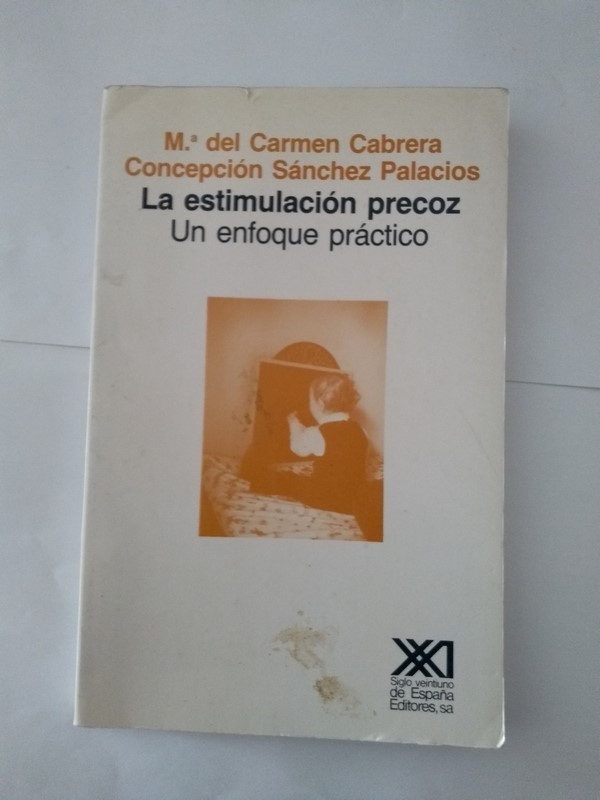 M.ª del Carmen Cabrera
Concepción Sánchez Palacios
La estimulación precoz
Un enfoque práctico
XXI
Siglo veintiuno
de España
Editores, sa